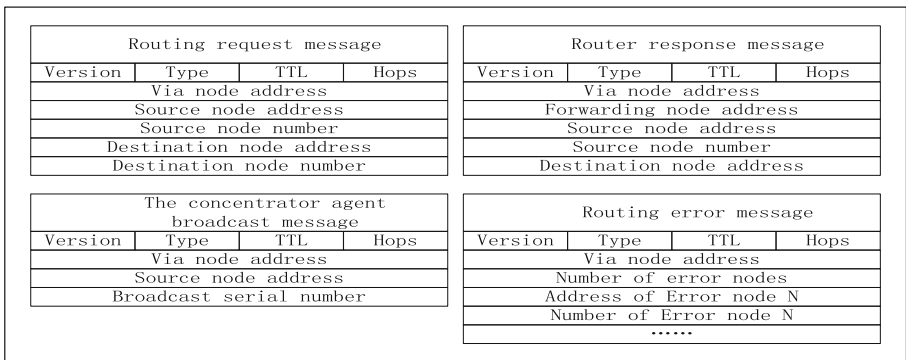 Routing request message
Version Type TTL Hops
Via node address
Source node address
Source node number
Destination node address
Destination node number
Router response message
Version Type TTL Hops
Via node address
Forwarding node address
Source node address
Source node number
Destination node address
The concentrator agent
broadcast message
Version Type TTL Hops
Via node address
Source node address
Broadcast serial number
Routing error message
Version Type TTL Hops
Via node address
Number of error nodes
Address of Error node N
Number of Error node N
......